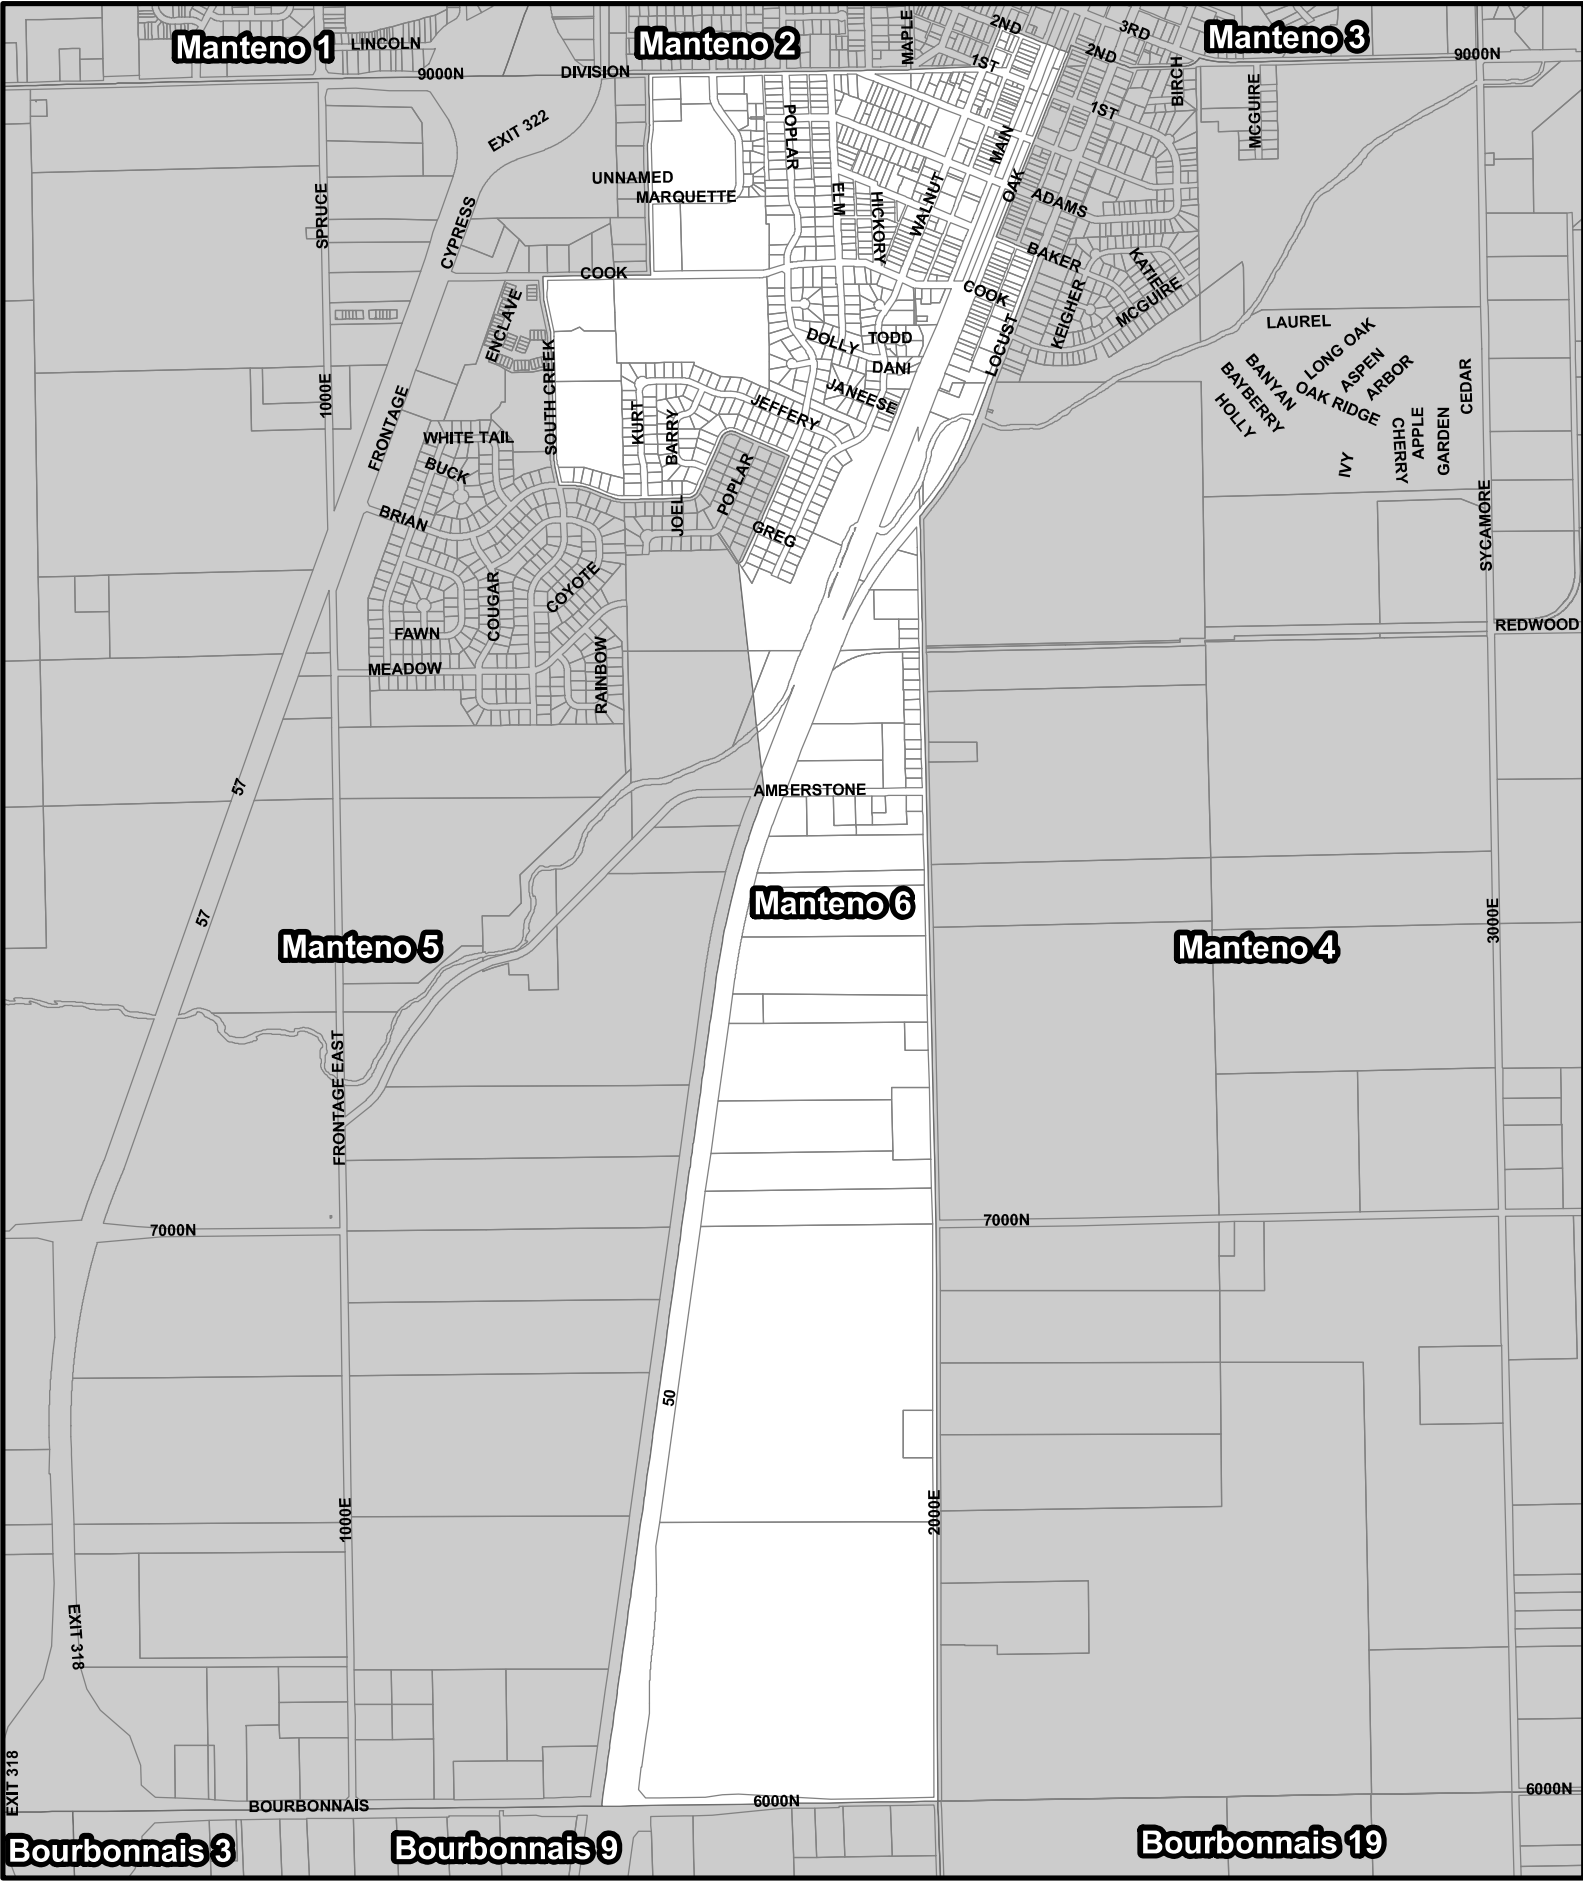 Manteno 1
LINCOLN
Manteno 2
MAPLE
2ND
3RD
Manteno 3
9000N
DIVISION
1ST
2ND
9000N
EXIT 322
POPLAR
MAIN
1ST
BIRCH
MCGUIRE
UNNAMED
MARQUETTE
SPRUCE
CYPRESS
ELM
HICKORY
WALNUT
OAK
ADAMS
COOK
BAKER
KATIE
MCGUIRE
COOK
KEIGHER
ENCLAVE
SOUTH CREEK
DOLLY
TODD
DANI
LOCUST
LAUREL
LONG OAK
ASPEN
ARBOR
BANYAN
BAYBERRY
HOLLY
OAK RIDGE
CEDAR
1000E
FRONTAGE
KURT
BARRY
JEFFERY
JANEESE
CHERRY
APPLE
GARDEN
IVY
WHITE TAIL
BUCK
POPLAR
BRIAN
JOEL
GREG
SYCAMORE
COUGAR
COYOTE
FAWN
MEADOW
RAINBOW
REDWOOD
57
AMBERSTONE
57
Manteno 5
Manteno 6
Manteno 4
3000E
FRONTAGE EAST
7000N
7000N
50
1000E
2000E
EXIT 318
EXIT 318
BOURBONNAIS
6000N
6000N
Bourbonnais 3
Bourbonnais 9
Bourbonnais 19